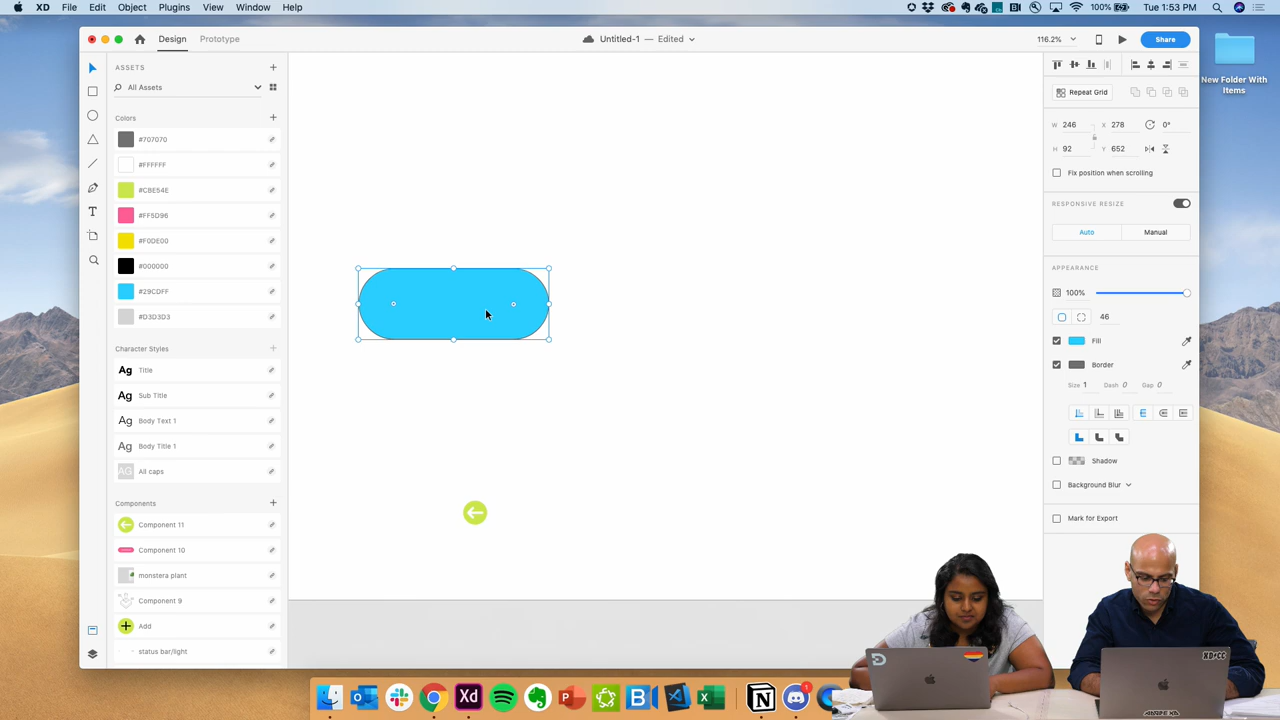 XD File Edit Object Plugins View Window Help
100% Tue 1:53 PM
Design Prototype
Untitled-1 — Edited
116.2%
Share
New Folder With
Items
ASSETS
All Assets
Colors
#707070
#FFFFFF
#CBE54E
#FF5D96
#F0DE00
#000000
#29CDFF
#D3D3D3
Character Styles
Ag Title
Ag Sub Title
Ag Body Text 1
Ag Body Title 1
AG All caps
Components
Component 11
Component 10
monstera plant
Component 9
Add
status bar/light
Repeat Grid
W 246 X 278 0°
H 92 Y 652
Fix position when scrolling
RESPONSIVE RESIZE
Auto Manual
APPEARANCE
100%
46
Fill
Border
Size 1 Dash 0 Gap 0
Shadow
Background Blur
Mark for Export
Xd